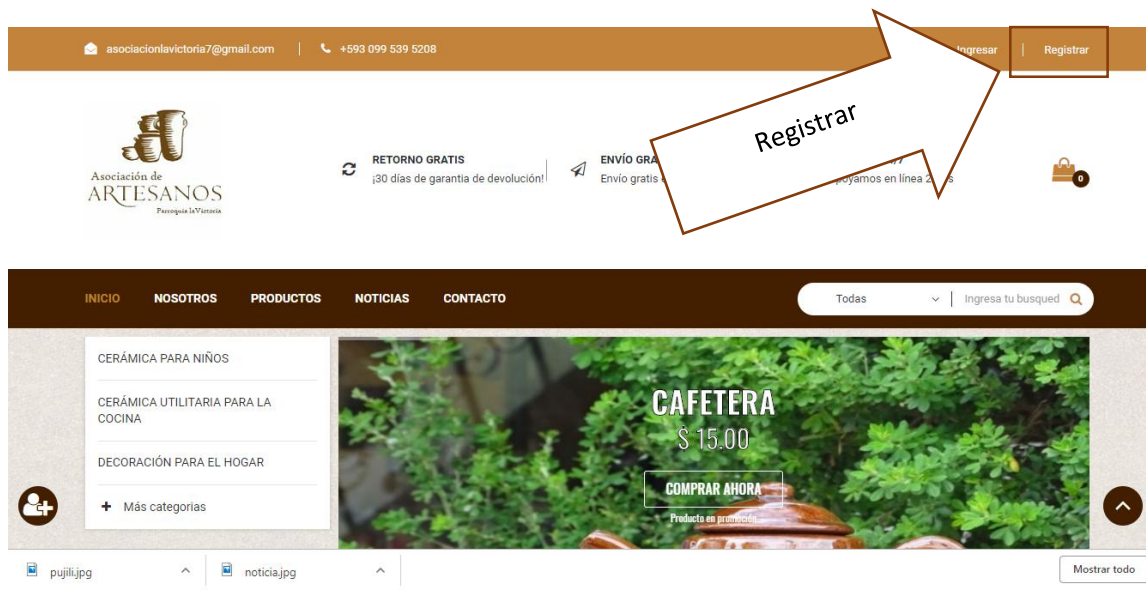 asociacionlavictoria7@gmail.com | +593 099 539 5208
Ingresar | Registrar
Registrar
Asociación de
ARTESANOS
Parroquia la Victoria
RETORNO GRATIS
¡30 días de garantia de devolución!
ENVÍO GRA
Envío gratis
en línea 2
0
INICIO NOSOTROS PRODUCTOS NOTICIAS CONTACTO
Todas | Ingresa tu busqued
CERÁMICA PARA NIÑOS
CERÁMICA UTILITARIA PARA LA
COCINA
DECORACIÓN PARA EL HOGAR
+ Más categorias
CAFETERA
$ 15.00
COMPRAR AHORA
Producto en promoción
pujili.jpg
noticia.jpg
Mostrar todo